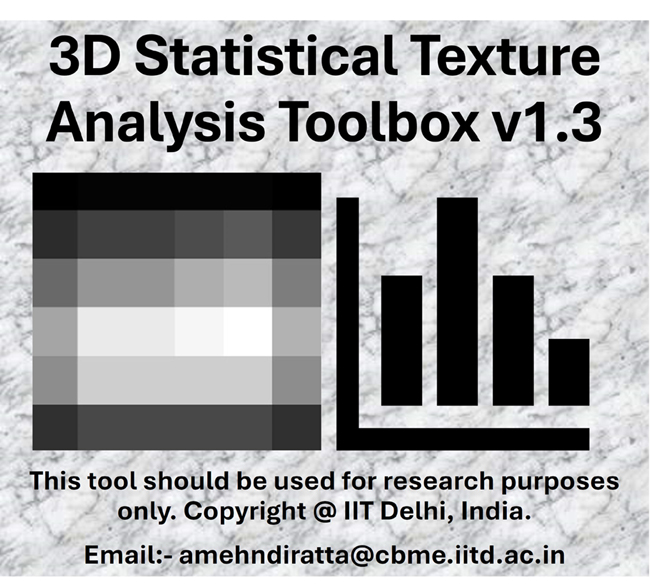 3D Statistical Texture
Analysis Toolbox v1.3
This tool should be used for research purposes
only. Copyright @ IIT Delhi, India.
Email:- amehndiratta@cbme.iitd.ac.in